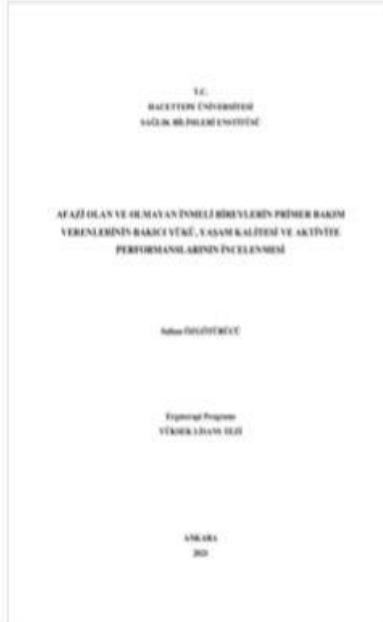 T.C.
HACETTEPE ÜNİVERSİTESİ
SAĞLIK BİLİMLERİ ENSTİTÜSÜ
AFAZİ OLAN VE OLMAYAN İNMELİ BİREYLERİN PRİMER BAKIM
VERENLERİNİN BAKICI YÜKÜ, YAŞAM KALİTESİ VE AKTİVİTE
PERFORMANSLARININ İNCELENMESİ
Ergoterapi Programı
YÜKSEK LİSANS TEZİ
ANKARA